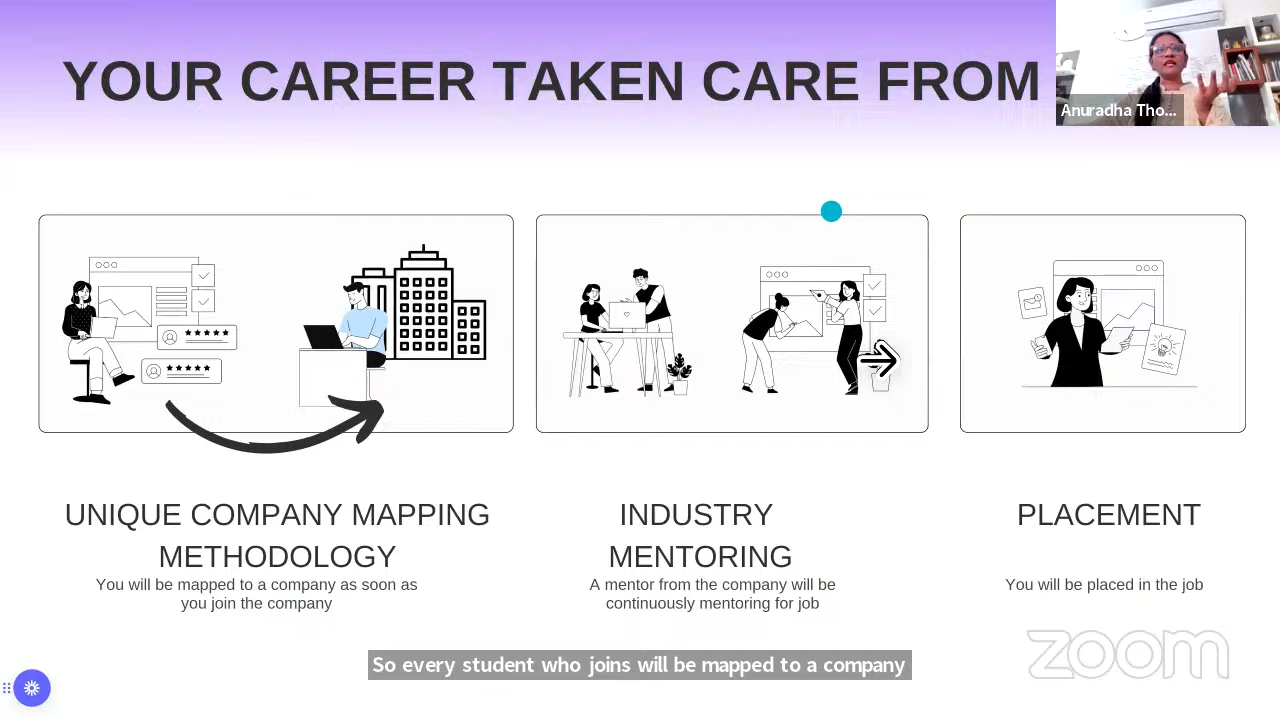 YOUR CAREER TAKEN CARE FROM
Anuradha Tho...
UNIQUE COMPANY MAPPING
METHODOLOGY
You will be mapped to a company as soon as
you join the company
INDUSTRY
MENTORING
A mentor from the company will be
continuously mentoring for job
PLACEMENT
You will be placed in the job
zoom
So every student who joins will be mapped to a company